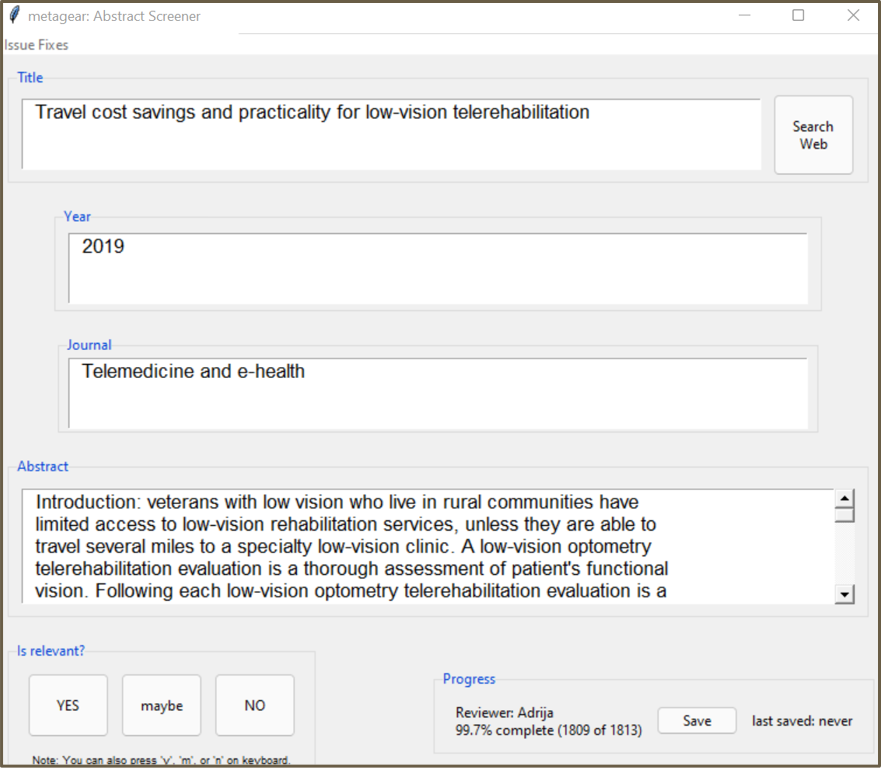 metagear: Abstract Screener
Issue Fixes
Title
Travel cost savings and practicality for low-vision telerehabilitation
Search
Web
Year
2019
Journal
Telemedicine and e-health
Abstract
Introduction: veterans with low vision who live in rural communities have
limited access to low-vision rehabilitation services, unless they are able to
travel several miles to a specialty low-vision clinic. A low-vision optometry
telerehabilitation evaluation is a thorough assessment of patient's functional
vision. Following each low-vision optometry telerehabilitation evaluation is a
Is relevant?
YES
maybe
NO
Note: You can also press 'y', 'm', or 'n' on keyboard.
Progress
Reviewer: Adrija
99.7% complete (1809 of 1813)
Save
last saved: never